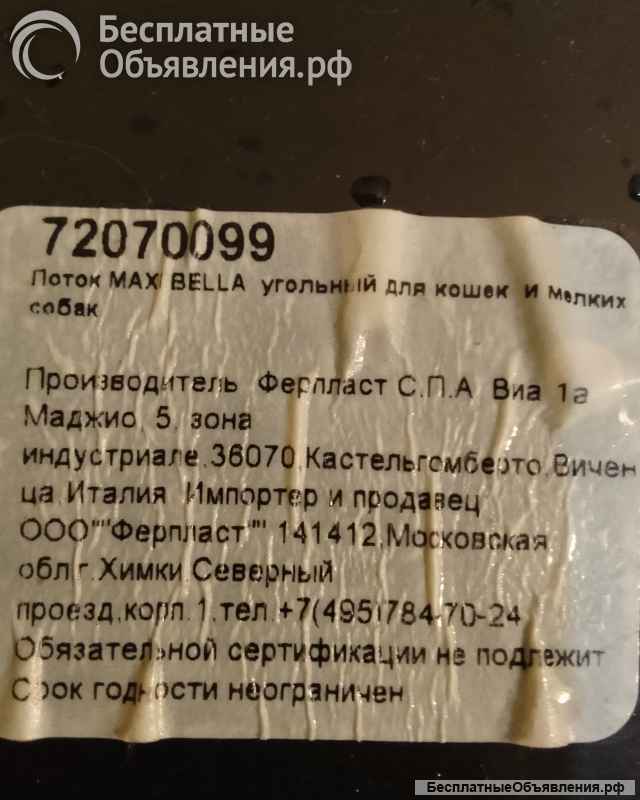 Бесплатные
Объявления.рф
72070099
Лоток MAXI BELLA угольный для кошек и мелких
собак
Производитель Ферпласт С.П.А Виа 1а
Маджио, 5, зона
индустриале,36070,Кастельгомберто,Вичен
ца,Италия Импортер и продавец
ООО""Ферпласт"" 141412,Московская
обл,г.Химки,Северный
проезд,корп.1,тел.+7(495)784-70-24
Обязательной сертификации не подлежит
Срок годности неограничен
БесплатныеОбъявления.рф